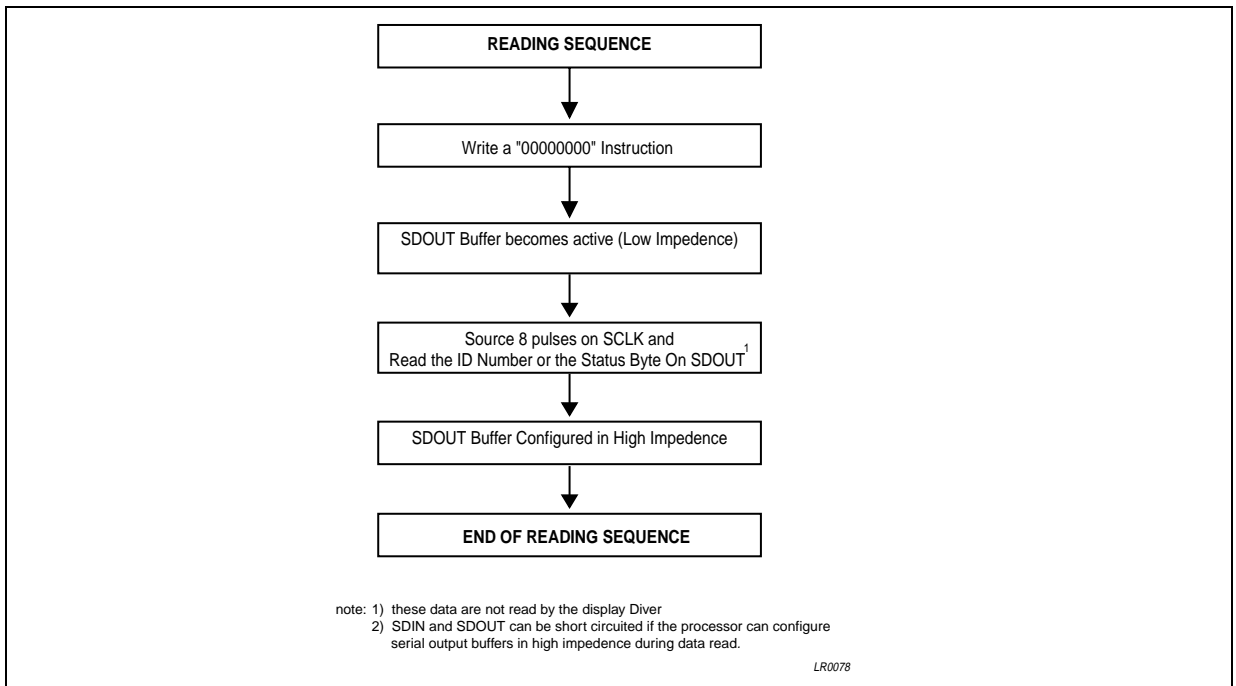 READING SEQUENCE
Write a "00000000" Instruction
SDOUT Buffer becomes active (Low Impedence)
Source 8 pulses on SCLK and
Read the ID Number or the Status Byte On SDOUT1
SDOUT Buffer Configured in High Impedence
END OF READING SEQUENCE
note: 1) these data are not read by the display Diver
2) SDIN and SDOUT can be short circuited if the processor can configure
serial output buffers in high impedence during data read.
LR0078